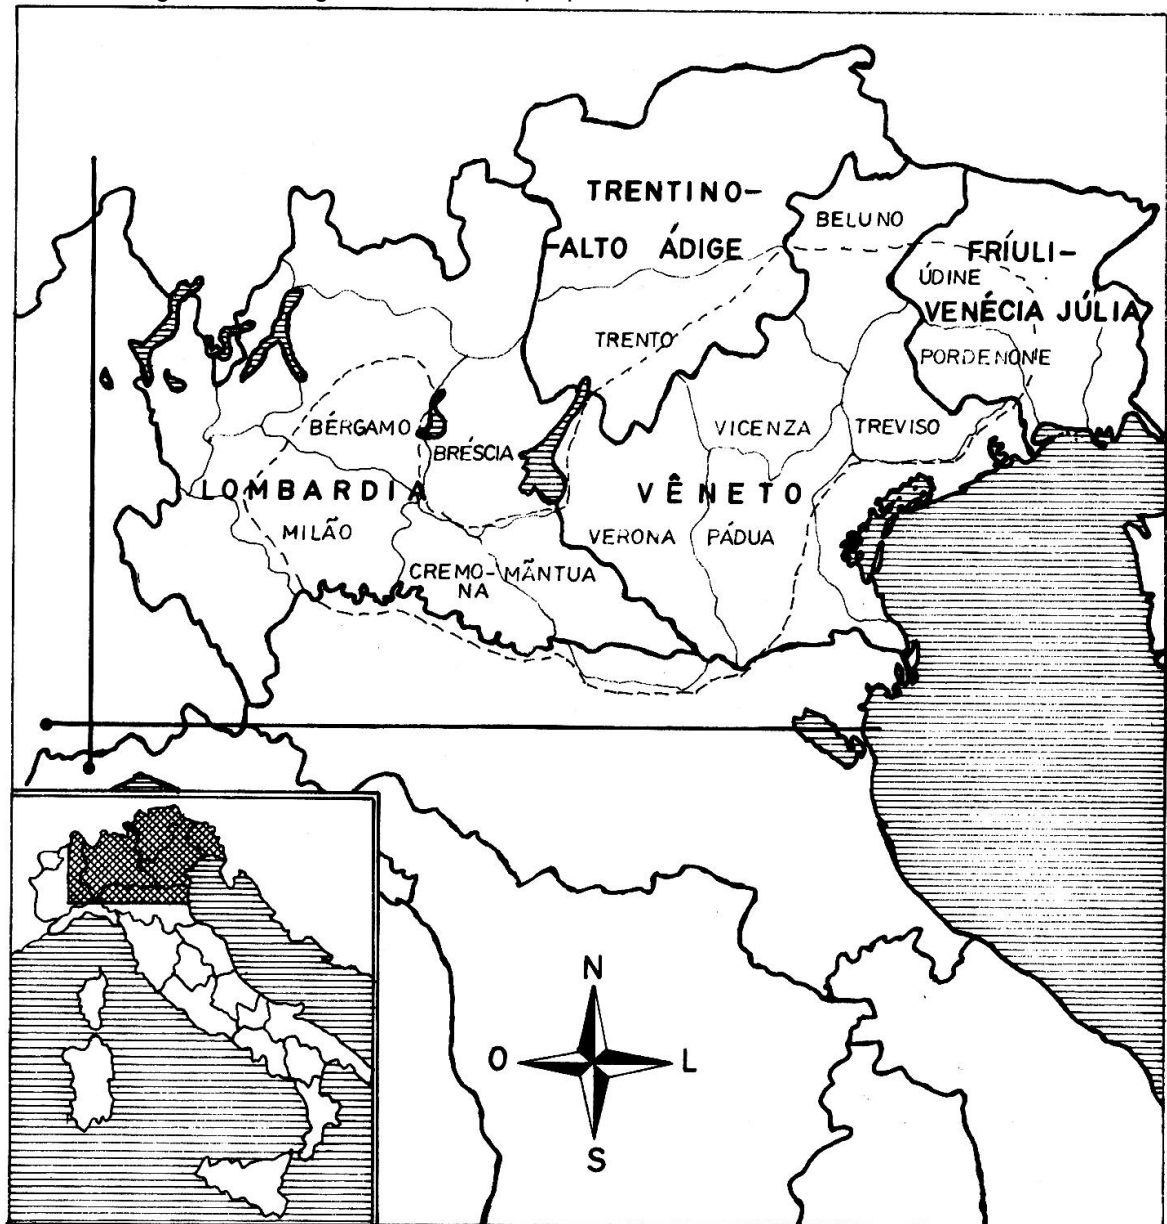 TRENTINO-
-ALTO ÁDIGE
BELUNO
FRÍULI-
ÚDINE
VENÉCIA JÚLIA
TRENTO
PORDENONE
BÉRGAMO
BRÉSCIA
VICENZA
TREVISO
LOMBARDIA
VÊNETO
MILÃO
VERONA
PÁDUA
CREMO-
NA
MÃNTUA
N
O
L
S